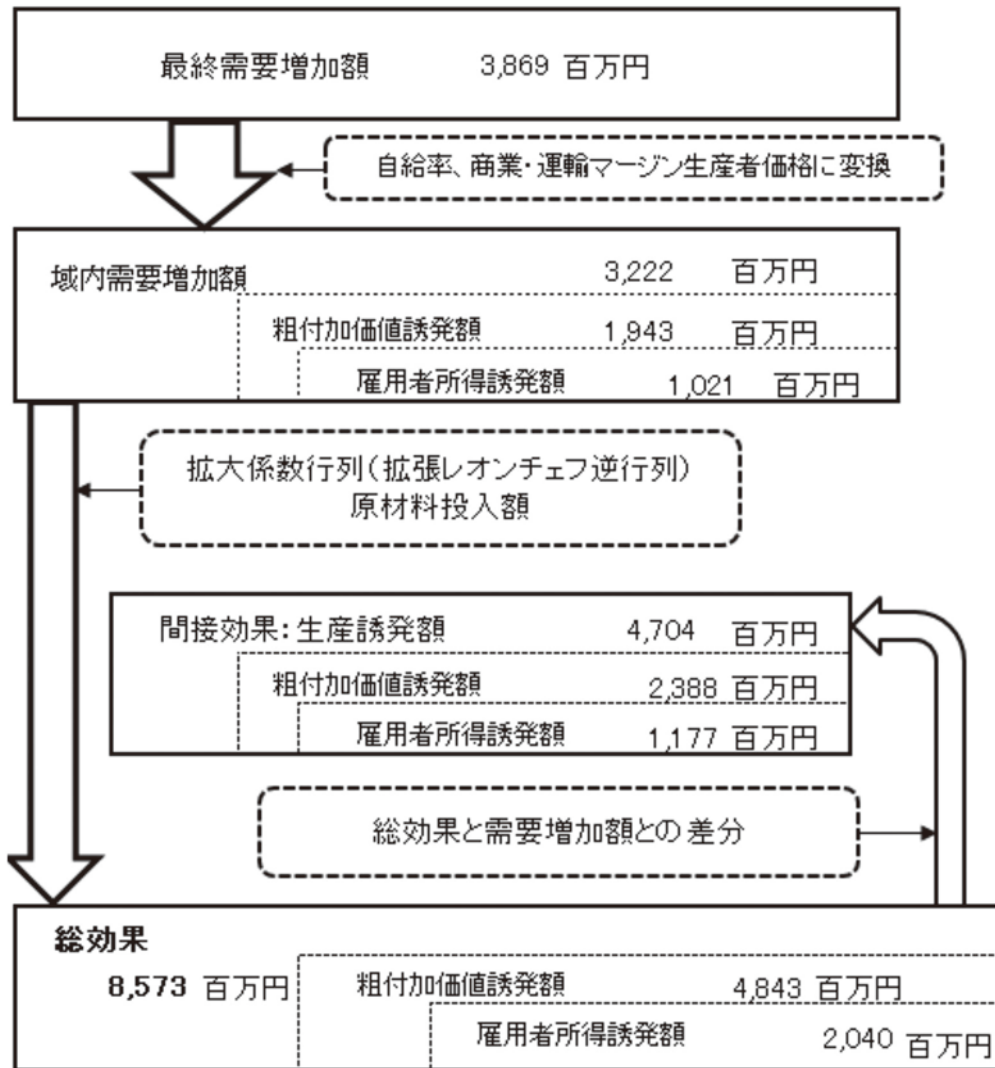 最終需要増加額 3,869 百万円
自給率、商業・運輸マージン生産者価格に変換
域内需要増加額 3,222 百万円
粗付加価値誘発額 1,943 百万円
雇用者所得誘発額 1,021 百万円
拡大係数行列(拡張レオンチェフ逆行列)
原材料投入額
間接効果:生産誘発額 4,704 百万円
粗付加価値誘発額 2,388 百万円
雇用者所得誘発額 1,177 百万円
総効果と需要増加額との差分
総効果
8,573 百万円 粗付加価値誘発額 4,843 百万円
雇用者所得誘発額 2,040 百万円